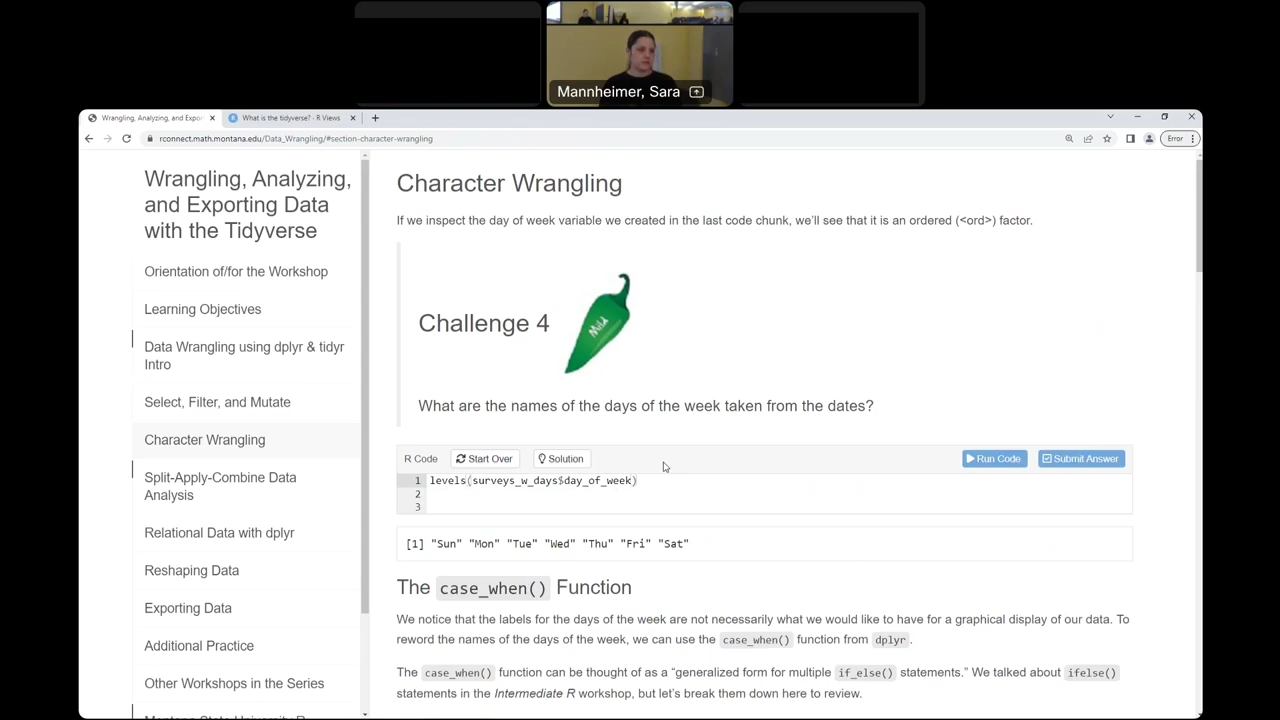 Mannheimer, Sara
Wrangling, Analyzing, and Expor
What is the tidyverse? · R Views
rconnect.math.montana.edu/Data_Wrangling/#section-character-wrangling
Error
Wrangling, Analyzing,
and Exporting Data
with the Tidyverse
Orientation of/for the Workshop
Learning Objectives
Data Wrangling using dplyr & tidyr
Intro
Select, Filter, and Mutate
Character Wrangling
Split-Apply-Combine Data
Analysis
Relational Data with dplyr
Reshaping Data
Exporting Data
Additional Practice
Other Workshops in the Series
Montana State University R
Character Wrangling
If we inspect the day of week variable we created in the last code chunk, we'll see that it is an ordered (<ord>) factor.
Challenge 4
Mild
What are the names of the days of the week taken from the dates?
R Code Start Over Solution Run Code Submit Answer
1 levels(surveys_w_days$day_of_week)
2
3
[1] "Sun" "Mon" "Tue" "Wed" "Thu" "Fri" "Sat"
The case_when() Function
We notice that the labels for the days of the week are not necessarily what we would like to have for a graphical display of our data. To
reword the names of the days of the week, we can use the case_when() function from dplyr.
The case_when() function can be thought of as a “generalized form for multiple if_else() statements.” We talked about ifelse()
statements in the Intermediate R workshop, but let's break them down here to review.